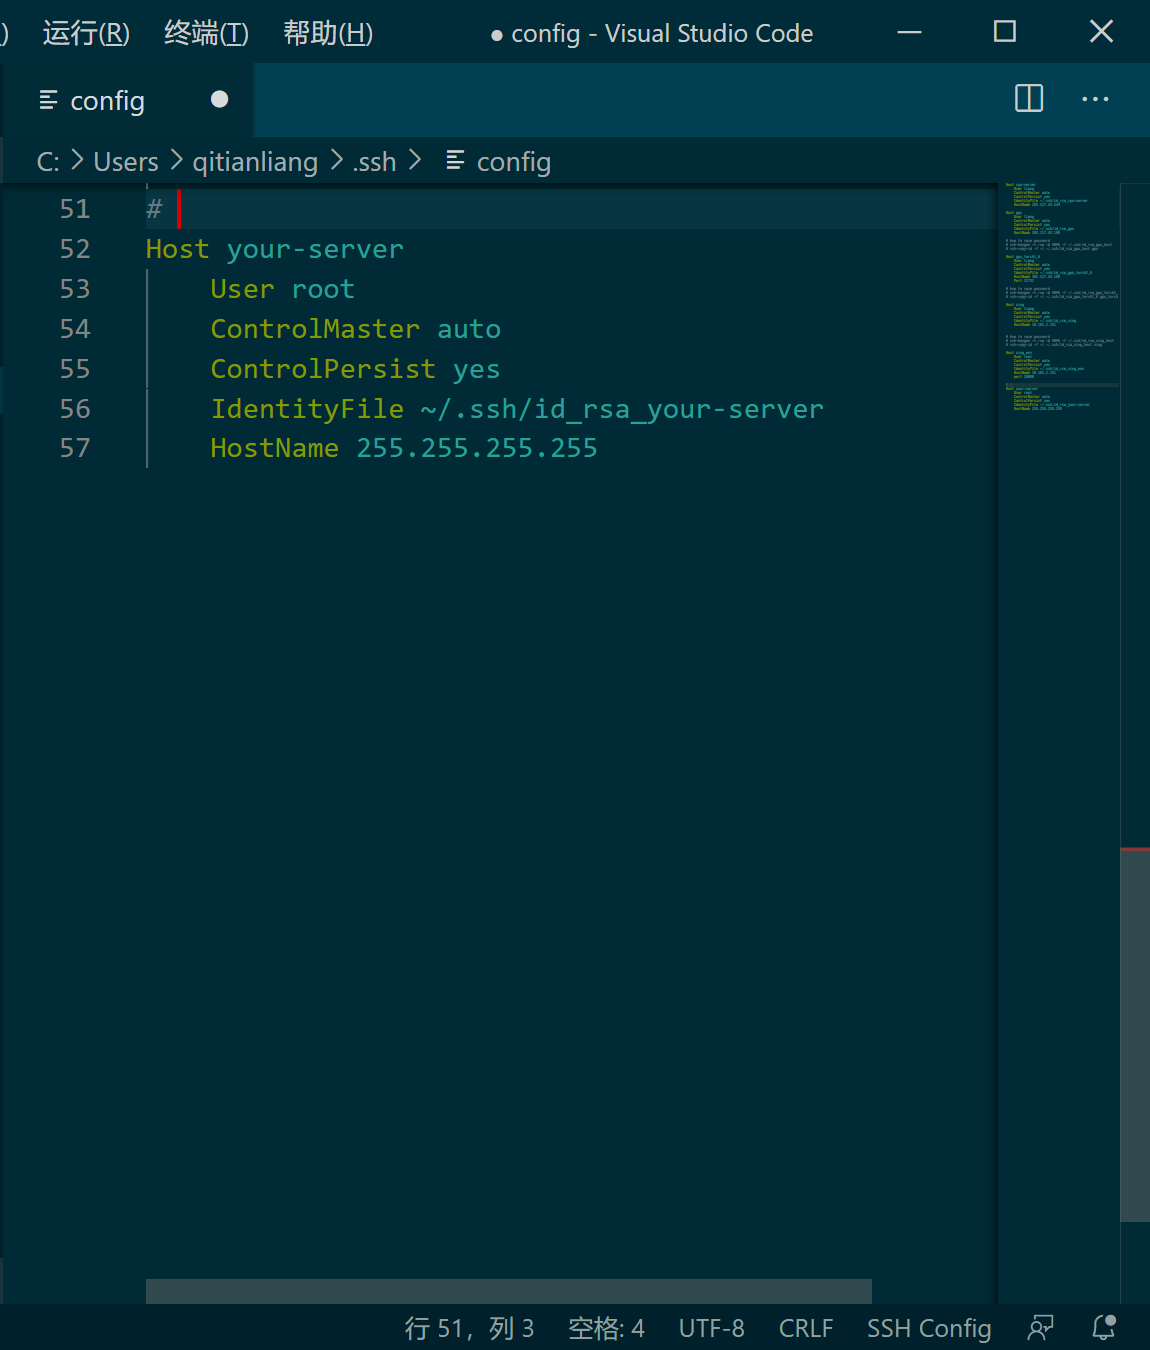 ) 运行(R) 终端(T) 帮助(H) ● config - Visual Studio Code
config
C: > Users > qitianliang > .ssh > config
51 #
52 Host your-server
53 User root
54 ControlMaster auto
55 ControlPersist yes
56 IdentityFile ~/.ssh/id_rsa_your-server
57 HostName 255.255.255.255
行 51，列 3 空格: 4 UTF-8 CRLF SSH Config